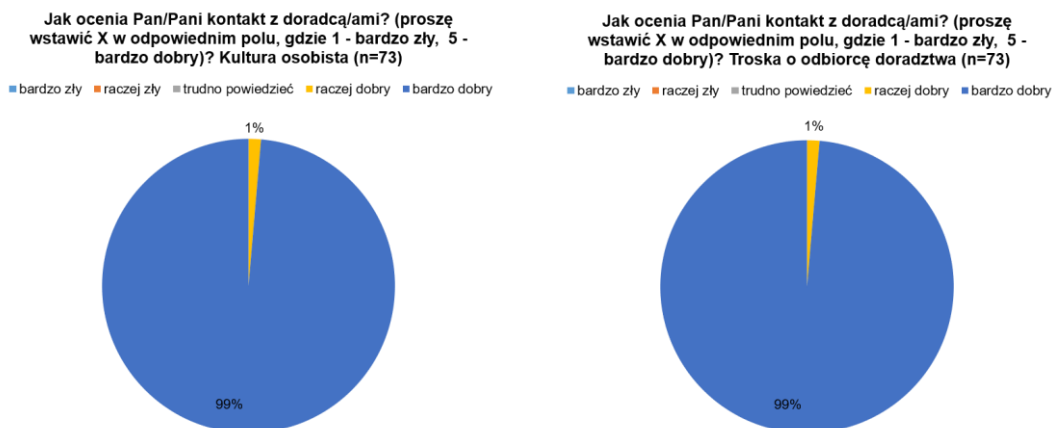 Jak ocenia Pan/Pani kontakt z doradcą/ami? (proszę
wstawić X w odpowiednim polu, gdzie 1 - bardzo zły, 5 -
bardzo dobry)? Kultura osobista (n=73)
bardzo zły raczej zły trudno powiedzieć raczej dobry bardzo dobry
1%
99%
Jak ocenia Pan/Pani kontakt z doradcą/ami? (proszę
wstawić X w odpowiednim polu, gdzie 1 - bardzo zły, 5 -
bardzo dobry)? Troska o odbiorcę doradztwa (n=73)
bardzo zły raczej zły trudno powiedzieć raczej dobry bardzo dobry
1%
99%